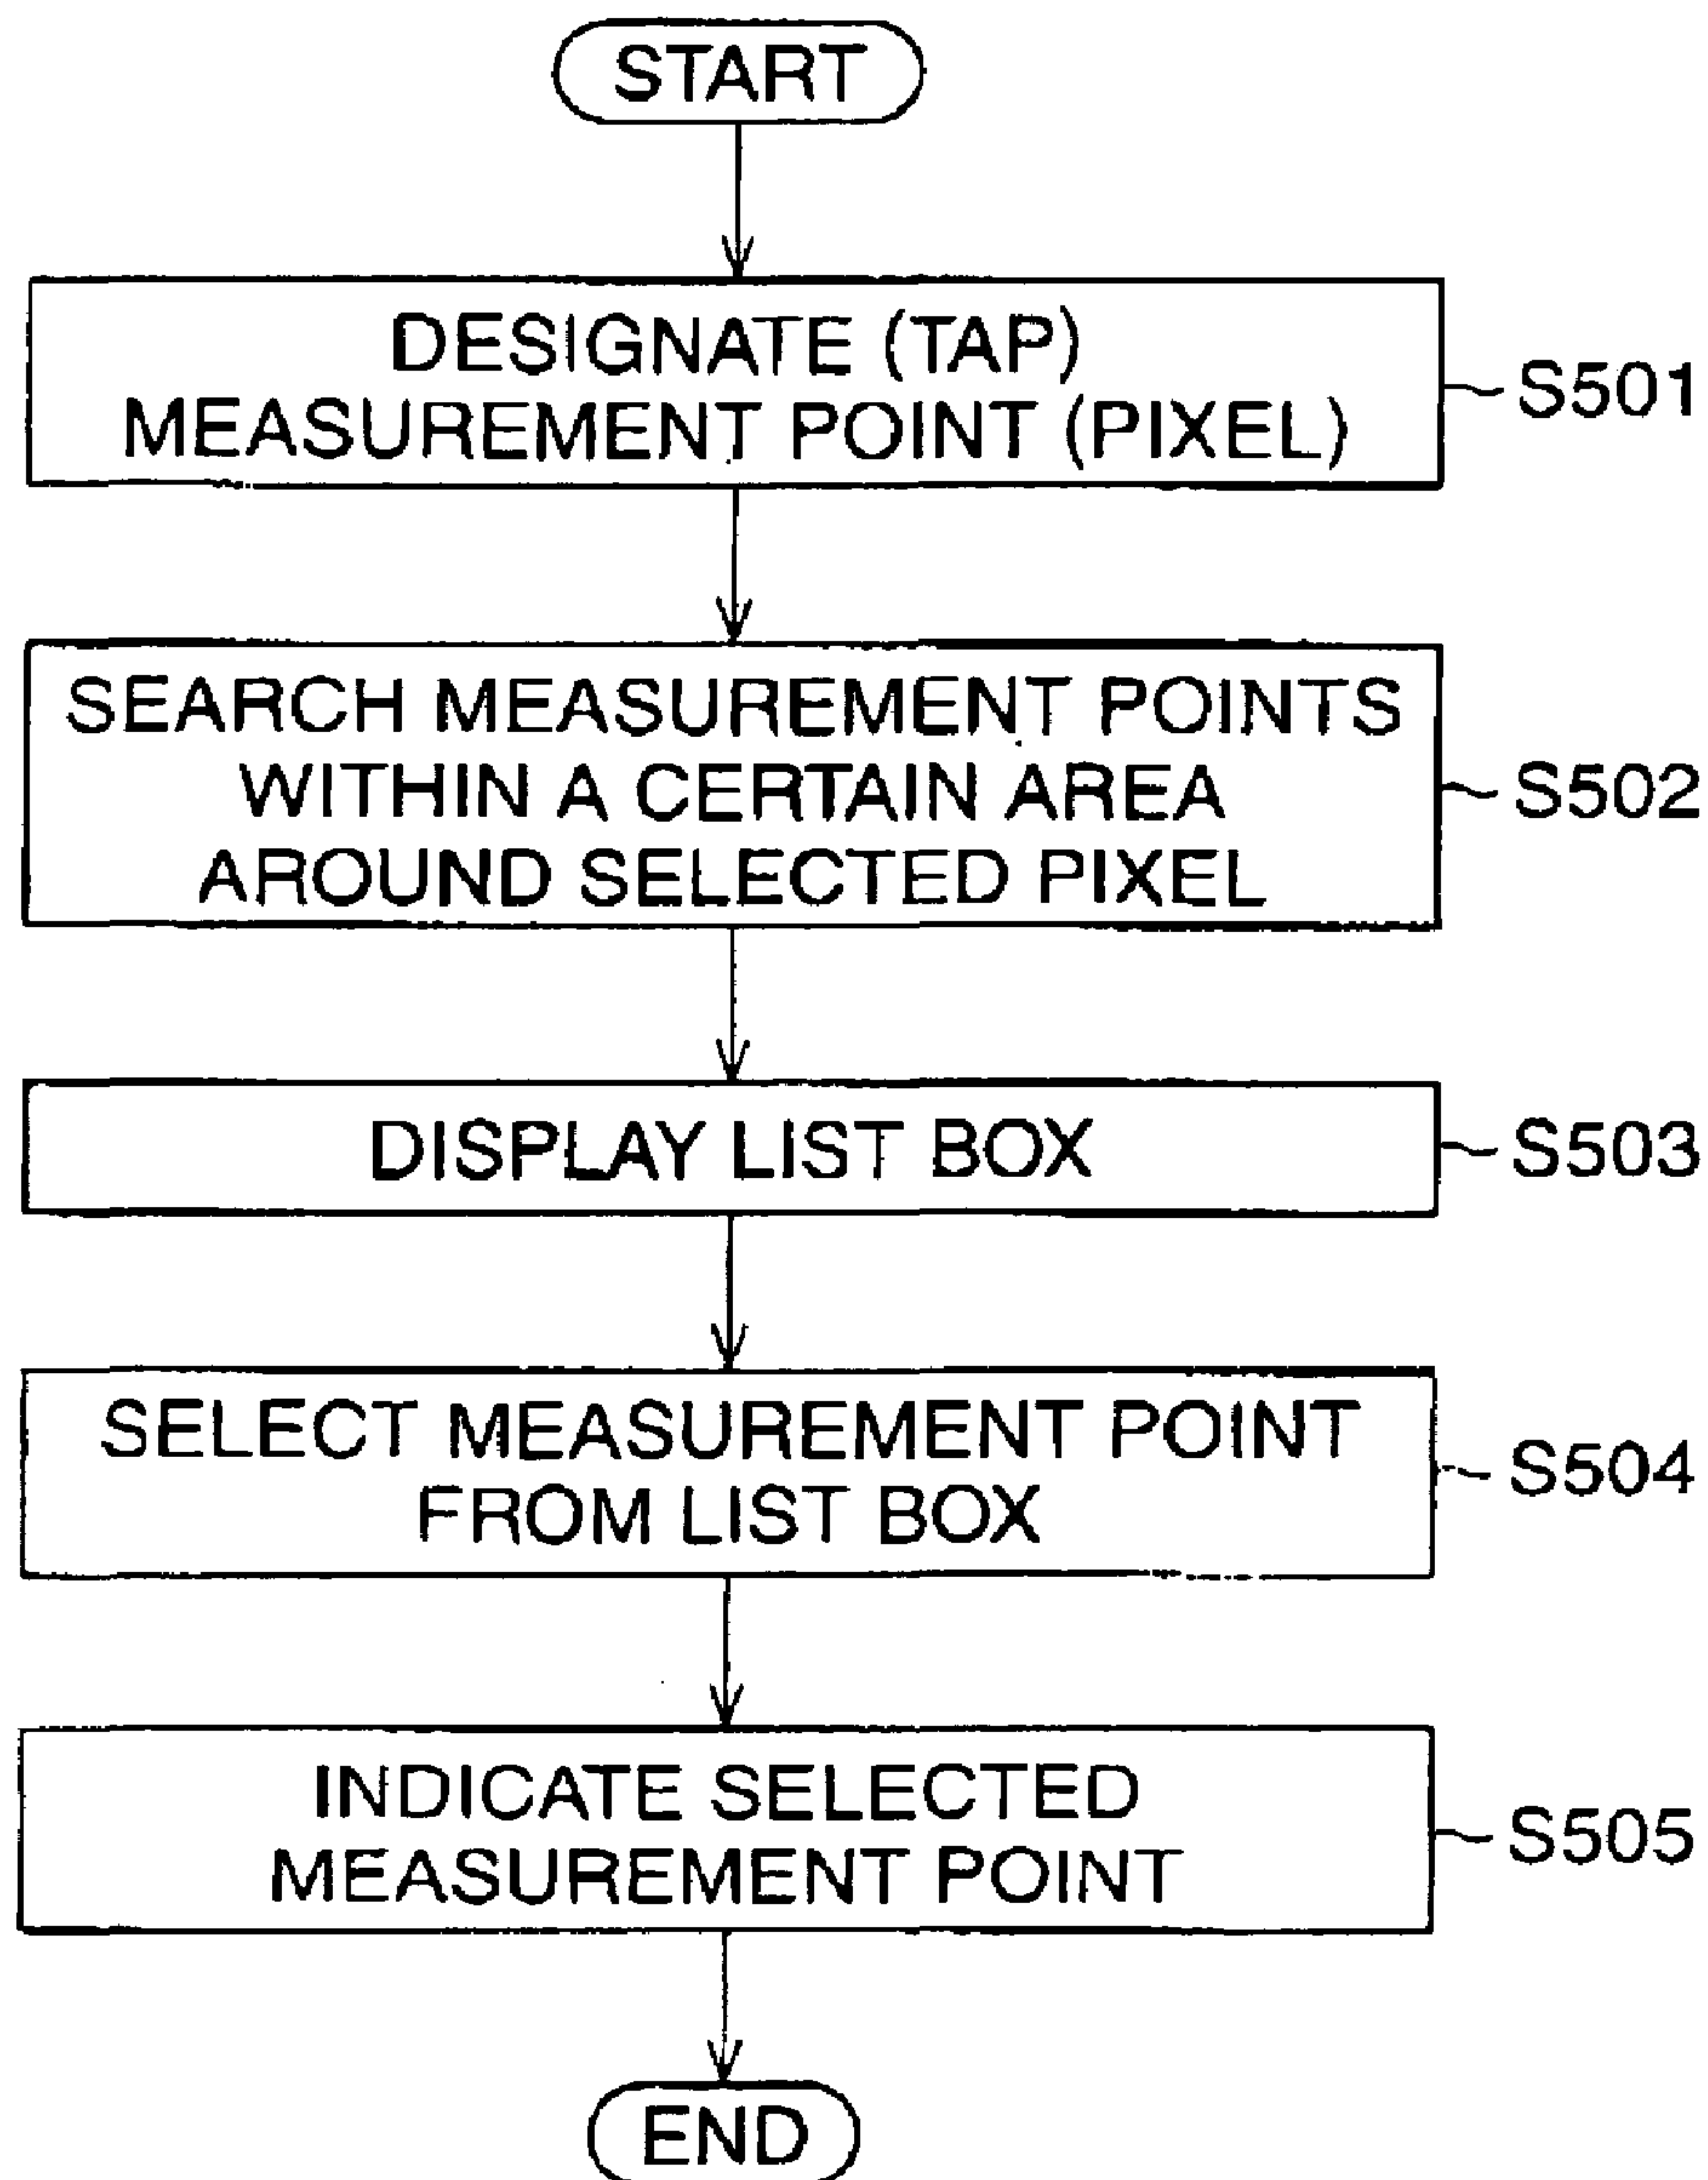 START
DESIGNATE (TAP)
MEASUREMENT POINT (PIXEL)
S501
SEARCH MEASUREMENT POINTS
WITHIN A CERTAIN AREA
AROUND SELECTED PIXEL
S502
DISPLAY LIST BOX
S503
SELECT MEASUREMENT POINT
FROM LIST BOX
S504
INDICATE SELECTED
MEASUREMENT POINT
S505
END